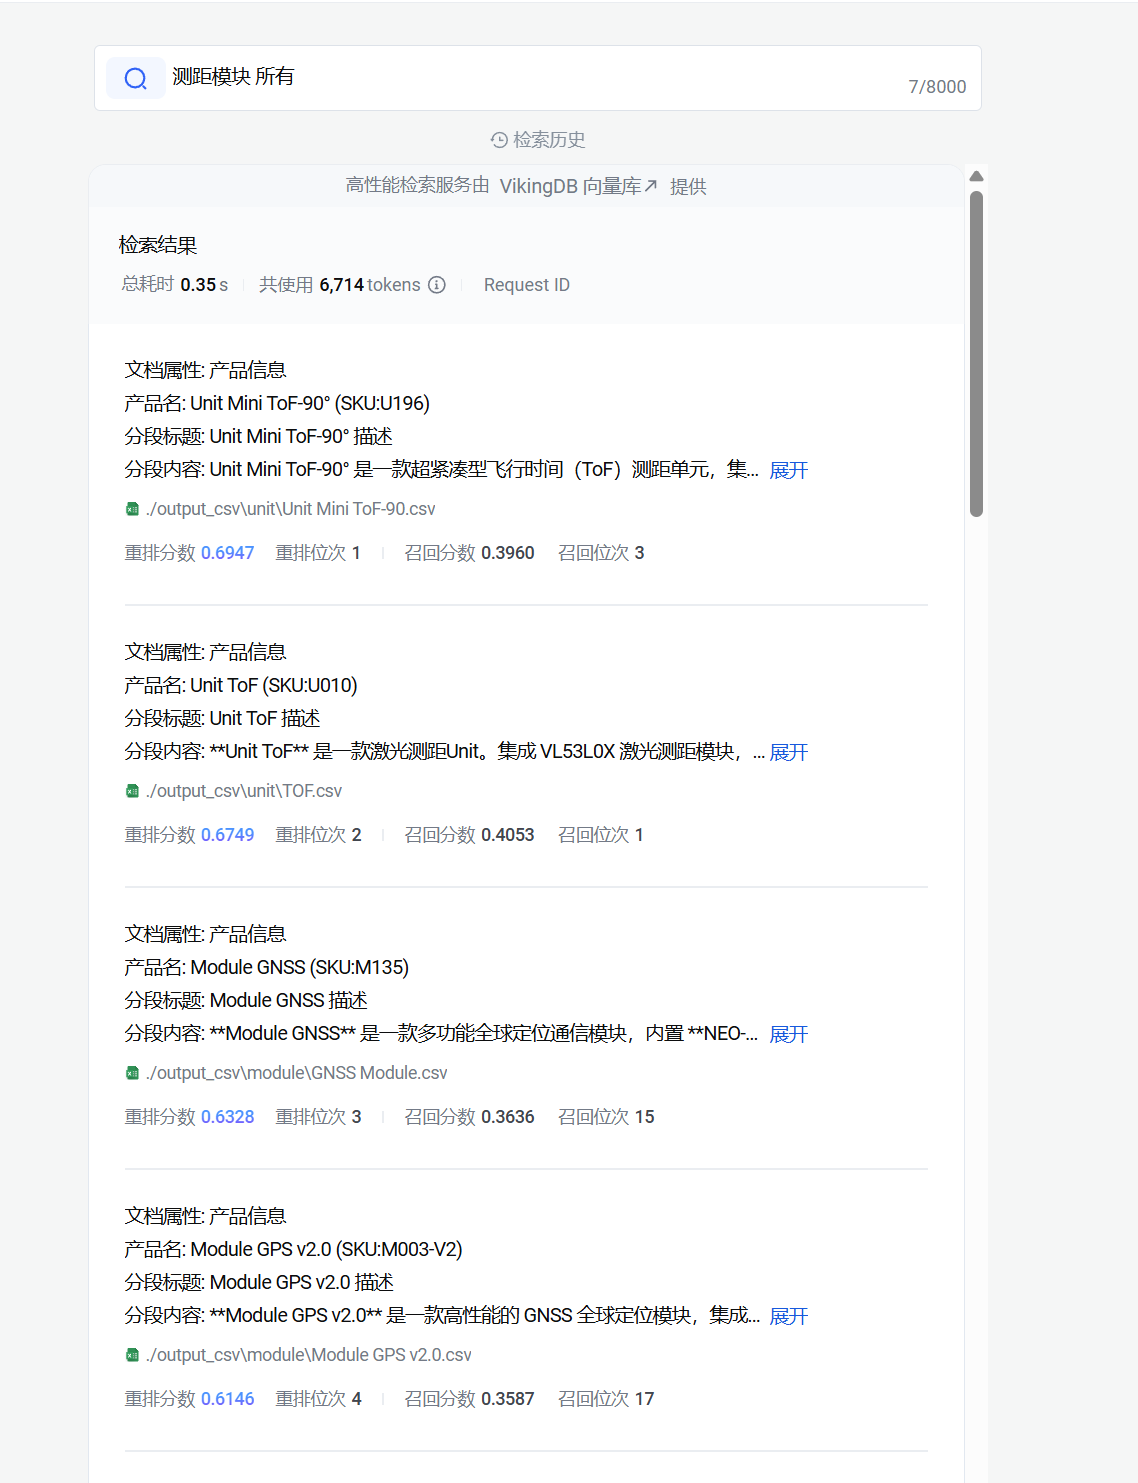 测距模块 所有
7/8000
检索历史
高性能检索服务由 VikingDB 向量库 提供
检索结果
总耗时 0.35 s 共使用 6,714 tokens Request ID
文档属性: 产品信息
产品名: Unit Mini ToF-90° (SKU:U196)
分段标题: Unit Mini ToF-90° 描述
分段内容: Unit Mini ToF-90° 是一款超紧凑型飞行时间（ToF）测距单元，集... 展开
./output_csv\unit\Unit Mini ToF-90.csv
重排分数 0.6947 重排位次 1 召回分数 0.3960 召回位次 3
文档属性: 产品信息
产品名: Unit ToF (SKU:U010)
分段标题: Unit ToF 描述
分段内容: **Unit ToF** 是一款激光测距Unit。集成 VL53L0X 激光测距模块，... 展开
./output_csv\unit\TOF.csv
重排分数 0.6749 重排位次 2 召回分数 0.4053 召回位次 1
文档属性: 产品信息
产品名: Module GNSS (SKU:M135)
分段标题: Module GNSS 描述
分段内容: **Module GNSS** 是一款多功能全球定位通信模块，内置 **NEO-... 展开
./output_csv\module\GNSS Module.csv
重排分数 0.6328 重排位次 3 召回分数 0.3636 召回位次 15
文档属性: 产品信息
产品名: Module GPS v2.0 (SKU:M003-V2)
分段标题: Module GPS v2.0 描述
分段内容: **Module GPS v2.0** 是一款高性能的 GNSS 全球定位模块，集成... 展开
./output_csv\module\Module GPS v2.0.csv
重排分数 0.6146 重排位次 4 召回分数 0.3587 召回位次 17